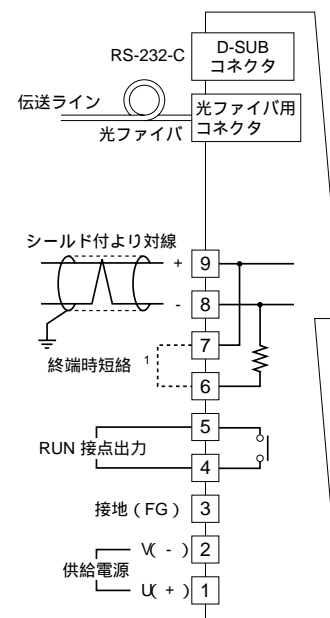 RS-232-C
D-SUB
コネクタ
伝送ライン
光ファイバ
光ファイバ用
コネクタ
シールド付より対線
+ 9
- 8
7
終端時短絡 1
6
5
RUN 接点出力
4
接地（FG） 3
V( - ) 2
供給電源
U( + ) 1